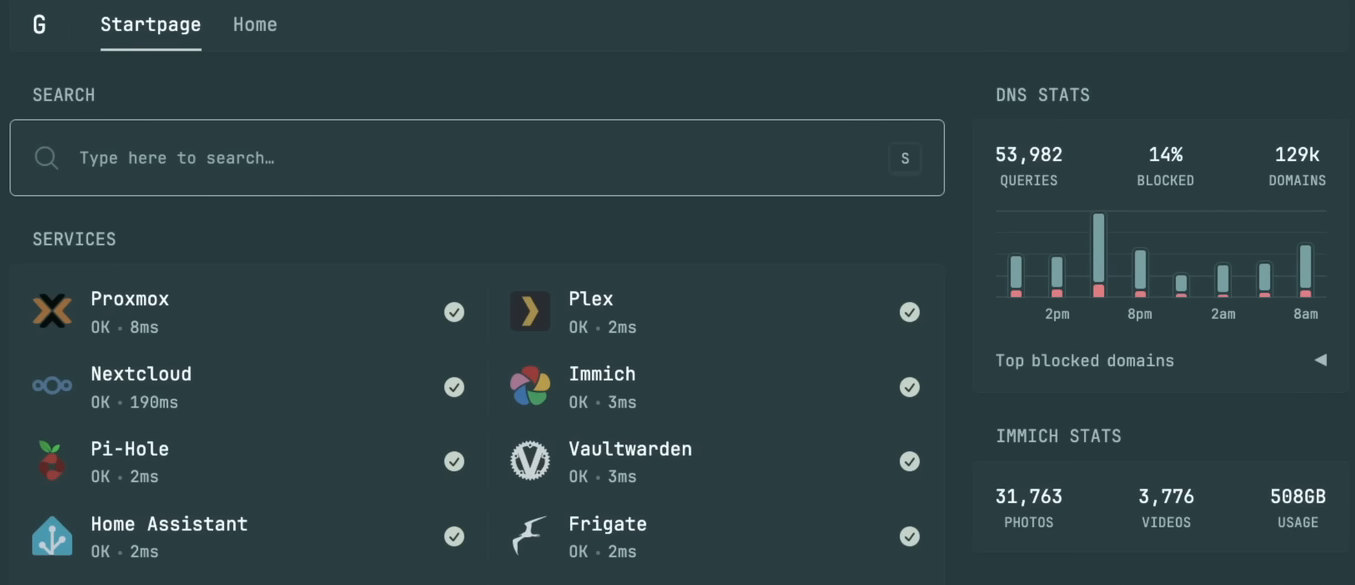 G
Startpage
Home
SEARCH
Type here to search…
S
SERVICES
Proxmox
OK • 8ms
Plex
OK • 2ms
Nextcloud
OK • 190ms
Immich
OK • 3ms
Pi-Hole
OK • 2ms
Vaultwarden
OK • 3ms
Home Assistant
OK • 2ms
Frigate
OK • 2ms
DNS STATS
53,982 14% 129k
QUERIES BLOCKED DOMAINS
2pm 8pm 2am 8am
Top blocked domains
IMMICH STATS
31,763 3,776 508GB
PHOTOS VIDEOS USAGE